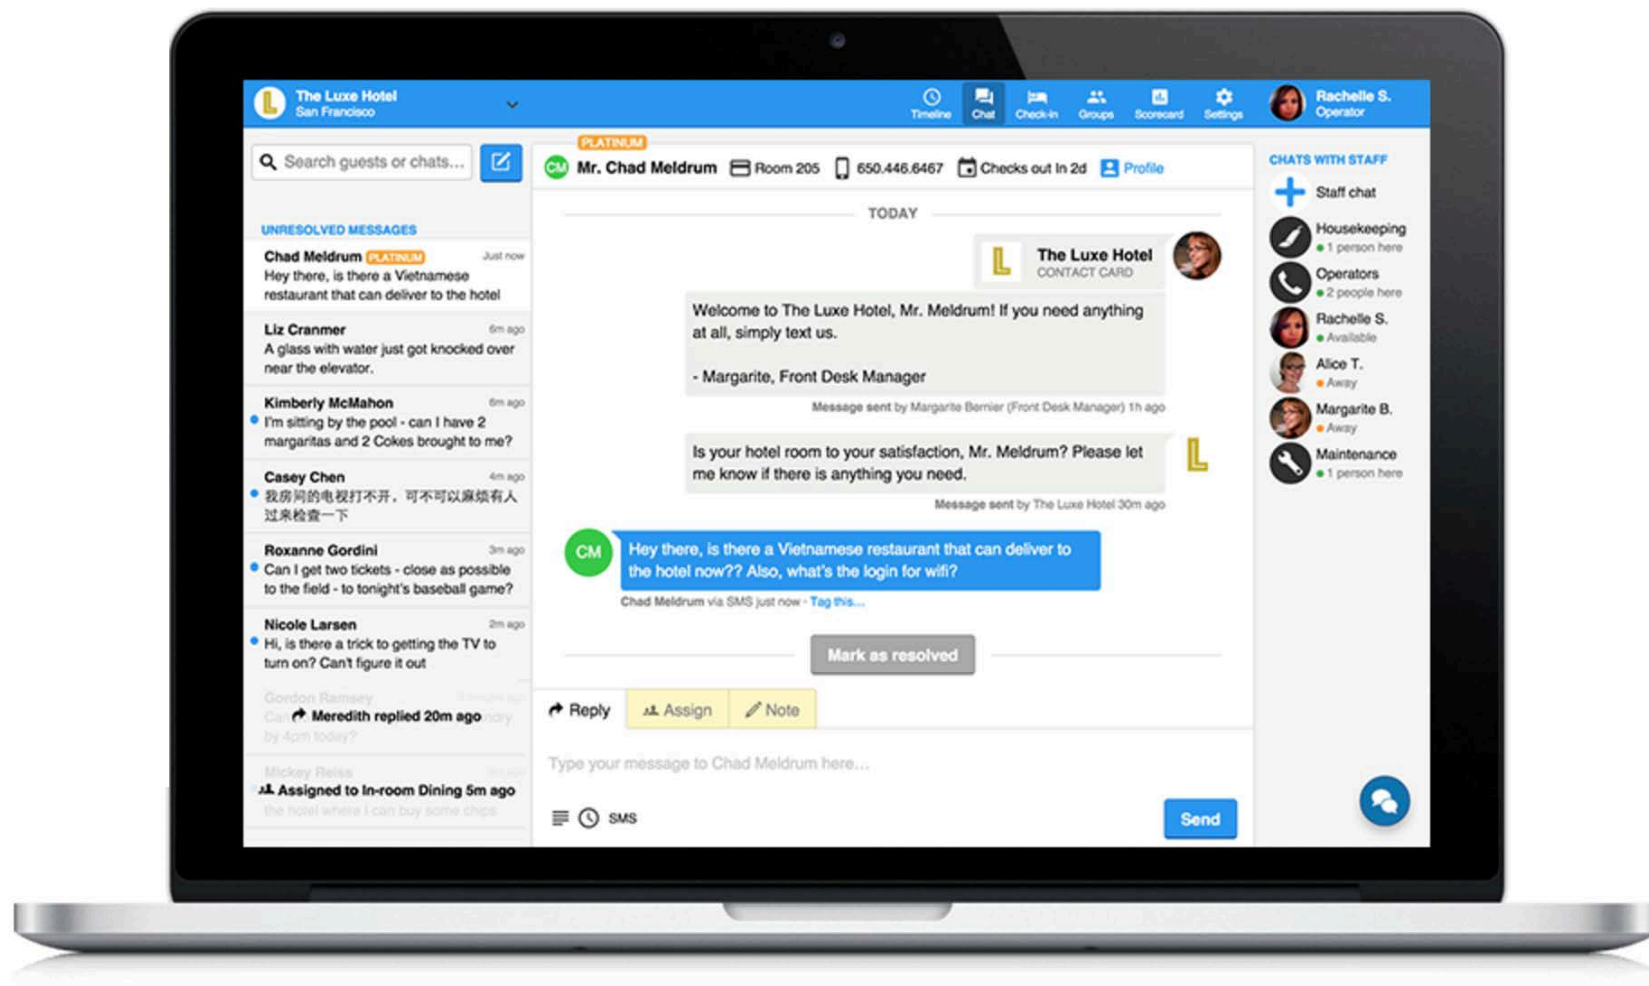 The Luxe Hotel
San Francisco
Timeline
Chat
Check-in
Groups
Scorecard
Settings
Rachelle S.
Operator
Search guests or chats...
UNRESOLVED MESSAGES
Chad Meldrum PLATINUM Just now
Hey there, is there a Vietnamese
restaurant that can deliver to the hotel
Liz Cranmer 6m ago
A glass with water just got knocked over
near the elevator.
Kimberly McMahon 6m ago
I'm sitting by the pool - can I have 2
margaritas and 2 Cokes brought to me?
Casey Chen 4m ago
我房间的电视打不开，可不可以麻烦有人
过来检查一下
Roxanne Gordini 3m ago
Can I get two tickets - close as possible
to the field - to tonight's baseball game?
Nicole Larsen 2m ago
Hi, is there a trick to getting the TV to
turn on? Can't figure it out
Gordon Ramsey
Meredith replied 20m ago
by 4pm today?
Mickey Reiss
Assigned to In-room Dining 5m ago
the hotel where I can buy some chips
PLATINUM
CM Mr. Chad Meldrum Room 205 650.446.6467 Checks out In 2d Profile
TODAY
L The Luxe Hotel
CONTACT CARD
Welcome to The Luxe Hotel, Mr. Meldrum! If you need anything
at all, simply text us.
- Margarite, Front Desk Manager
Message sent by Margarite Bernier (Front Desk Manager) 1h ago
Is your hotel room to your satisfaction, Mr. Meldrum? Please let
me know if there is anything you need.
L
Message sent by The Luxe Hotel 30m ago
CM
Hey there, is there a Vietnamese restaurant that can deliver to
the hotel now?? Also, what's the login for wifi?
Chad Meldrum via SMS just now - Tag this...
Mark as resolved
Reply
Assign
Note
Type your message to Chad Meldrum here...
SMS
Send
CHATS WITH STAFF
Staff chat
Housekeeping
1 person here
Operators
2 people here
Rachelle S.
Available
Alice T.
Away
Margarite B.
Away
Maintenance
1 person here